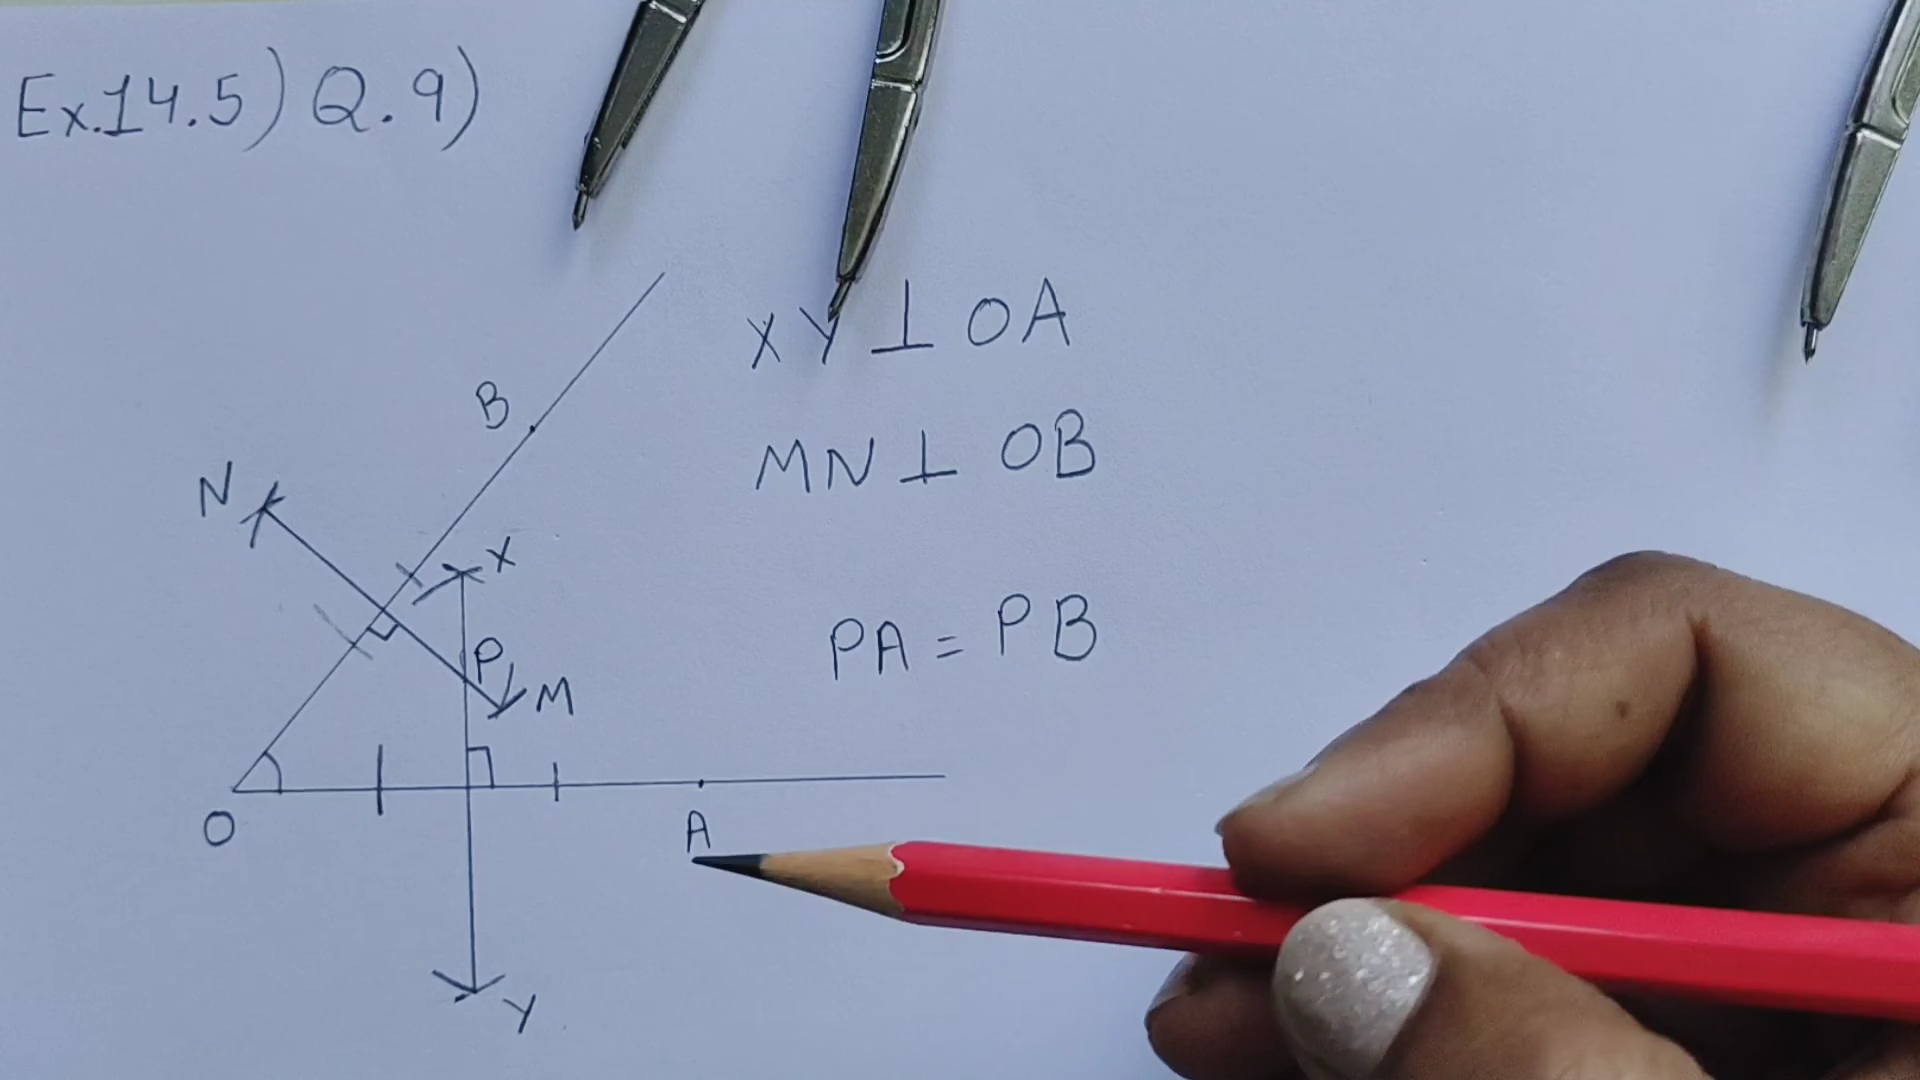 Ex.14.5) Q.9)
XY ⊥ OA
B
MN ⊥ OB
N
X
PA = PB
P
M
O
A
Y